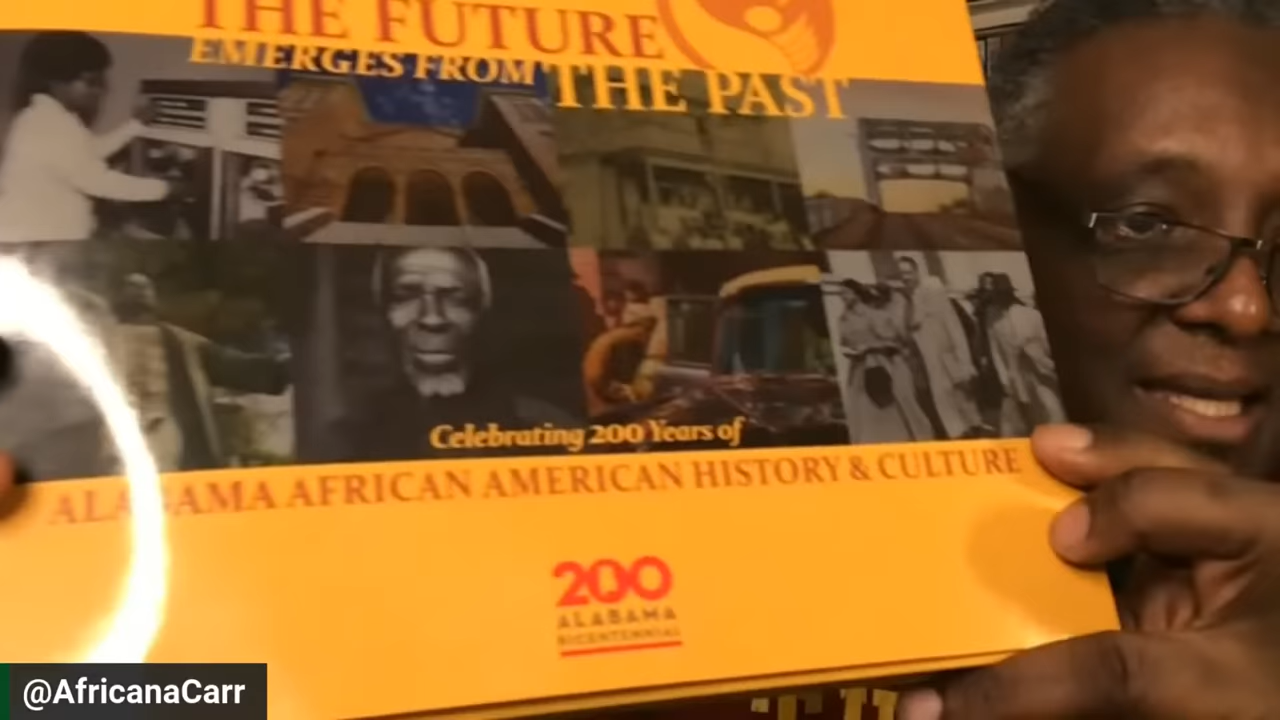 THE FUTURE
EMERGES FROM THE PAST
Celebrating 200 Years of
ALABAMA AFRICAN AMERICAN HISTORY & CULTURE
200
ALABAMA
BICENTENNIAL
@AfricanaCarr